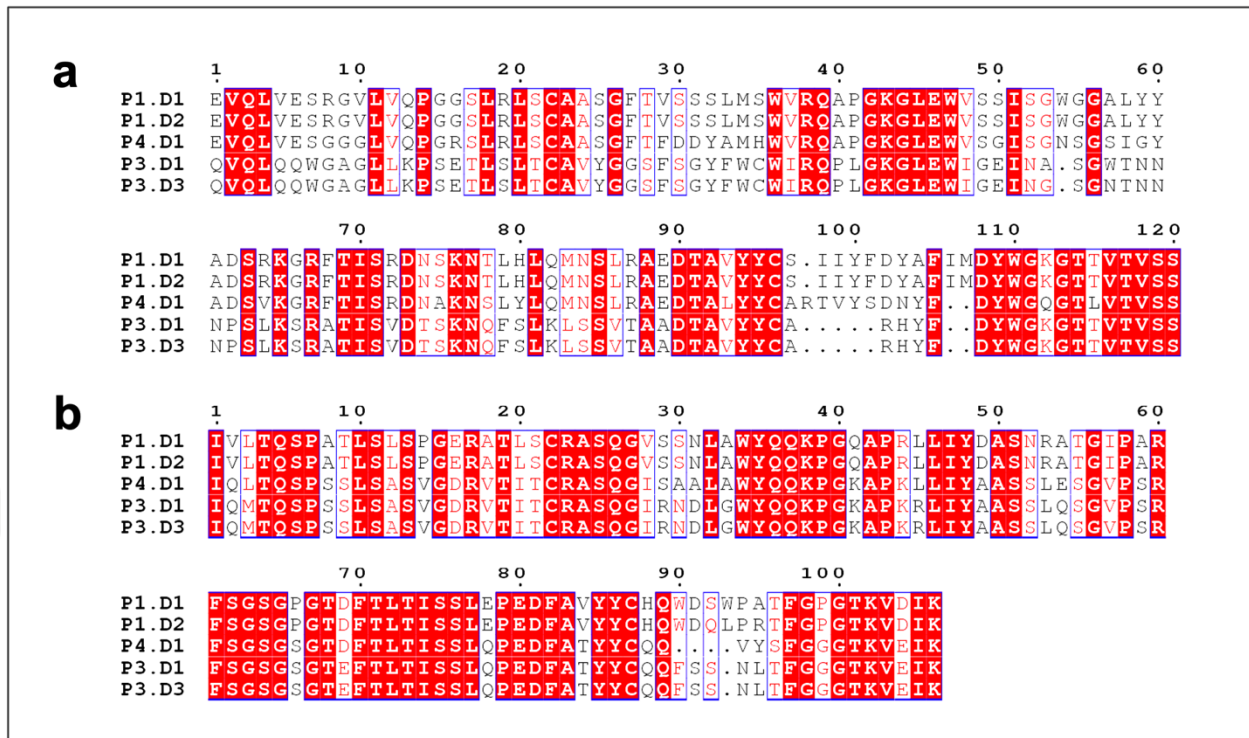 a
1 10 20 30 40 50 60
P1.D1 EVQLVESRGVLVQPGGSLRLSCAASGFTVSSSLMSWVRQAPGKGLEWVSSISGWGGALYY
P1.D2 EVQLVESRGVLVQPGGSLRLSCAASGFTVSSSLMSWVRQAPGKGLEWVSSISGWGGALYY
P4.D1 EVQLVESGGGLVQPGRSLRLSCAASGFTFDDYAMHWVRQAPGKGLEWVSGISGNSGSIGY
P3.D1 QVQLQQWGAGLLKPSETLSLTCAVYGGSFSGYFWCWIRQPLGKGLEWIGEINA.SGWTNN
P3.D3 QVQLQQWGAGLLKPSETLSLTCAVYGGSFSGYFWCWIRQPLGKGLEWIGEING.SGNTNN
70 80 90 100 110 120
P1.D1 ADSRKGRFTISRDNSKNTLHLQMNSLRAEDTAVYYCS.IIYFDYAFIMDYWGKGTTVTVSS
P1.D2 ADSRKGRFTISRDNSKNTLHLQMNSLRAEDTAVYYCS.IIYFDYAFIMDYWGKGTTVTVSS
P4.D1 ADSVKGRFTISRDNAKNSLYLQMNSLRAEDTALYYCARTVYSDNYF..DYWGQGTLVTVSS
P3.D1 NPSLKSRATISVDTSKNQFSLKLSSVTAADTAVYYCA.....RHYF..DYWGKGTTVTVSS
P3.D3 NPSLKSRATISVDTSKNQFSLKLSSVTAADTAVYYCA.....RHYF..DYWGKGTTVTVSS
b
1 10 20 30 40 50 60
P1.D1 IVLTQSPATLSLSPGERATLSCRASQGVSSNLAWYQQKPGQAPRLLIYDASNRATGIPAR
P1.D2 IVLTQSPATLSLSPGERATLSCRASQGVSSNLAWYQQKPGQAPRLLIYDASNRATGIPAR
P4.D1 IQLTQSPSSLSASVGDRVTITCRASQGISAALAWYQQKPGKAPKLLIYAASSLESGVPSR
P3.D1 IQMTQSPSSLSASVGDRVTITCRASQGIRNDLGWYQQKPGKAPKRLIYAASSLQSGVPSR
P3.D3 IQMTQSPSSLSASVGDRVTITCRASQGIRNDLGWYQQKPGKAPKRLIYAASSLQSGVPSR
70 80 90 100
P1.D1 FSGSGPGTDFTLTISSLEPEDFAVYYCHQWDSWPATFGPGTKVDIK
P1.D2 FSGSGPGTDFTLTISSLEPEDFAVYYCHQWDQLPRTFGPGTKVDIK
P4.D1 FSGSGSGTDFTLTISSLQPEDFATYYCQQ....VYSFGGGTKVEIK
P3.D1 FSGSGSGTEFTLTISSLQPEDFATYYCQQFSS.NLTFGGGTKVEIK
P3.D3 FSGSGSGTEFTLTISSLQPEDFATYYCQQFSS.NLTFGGGTKVEIK